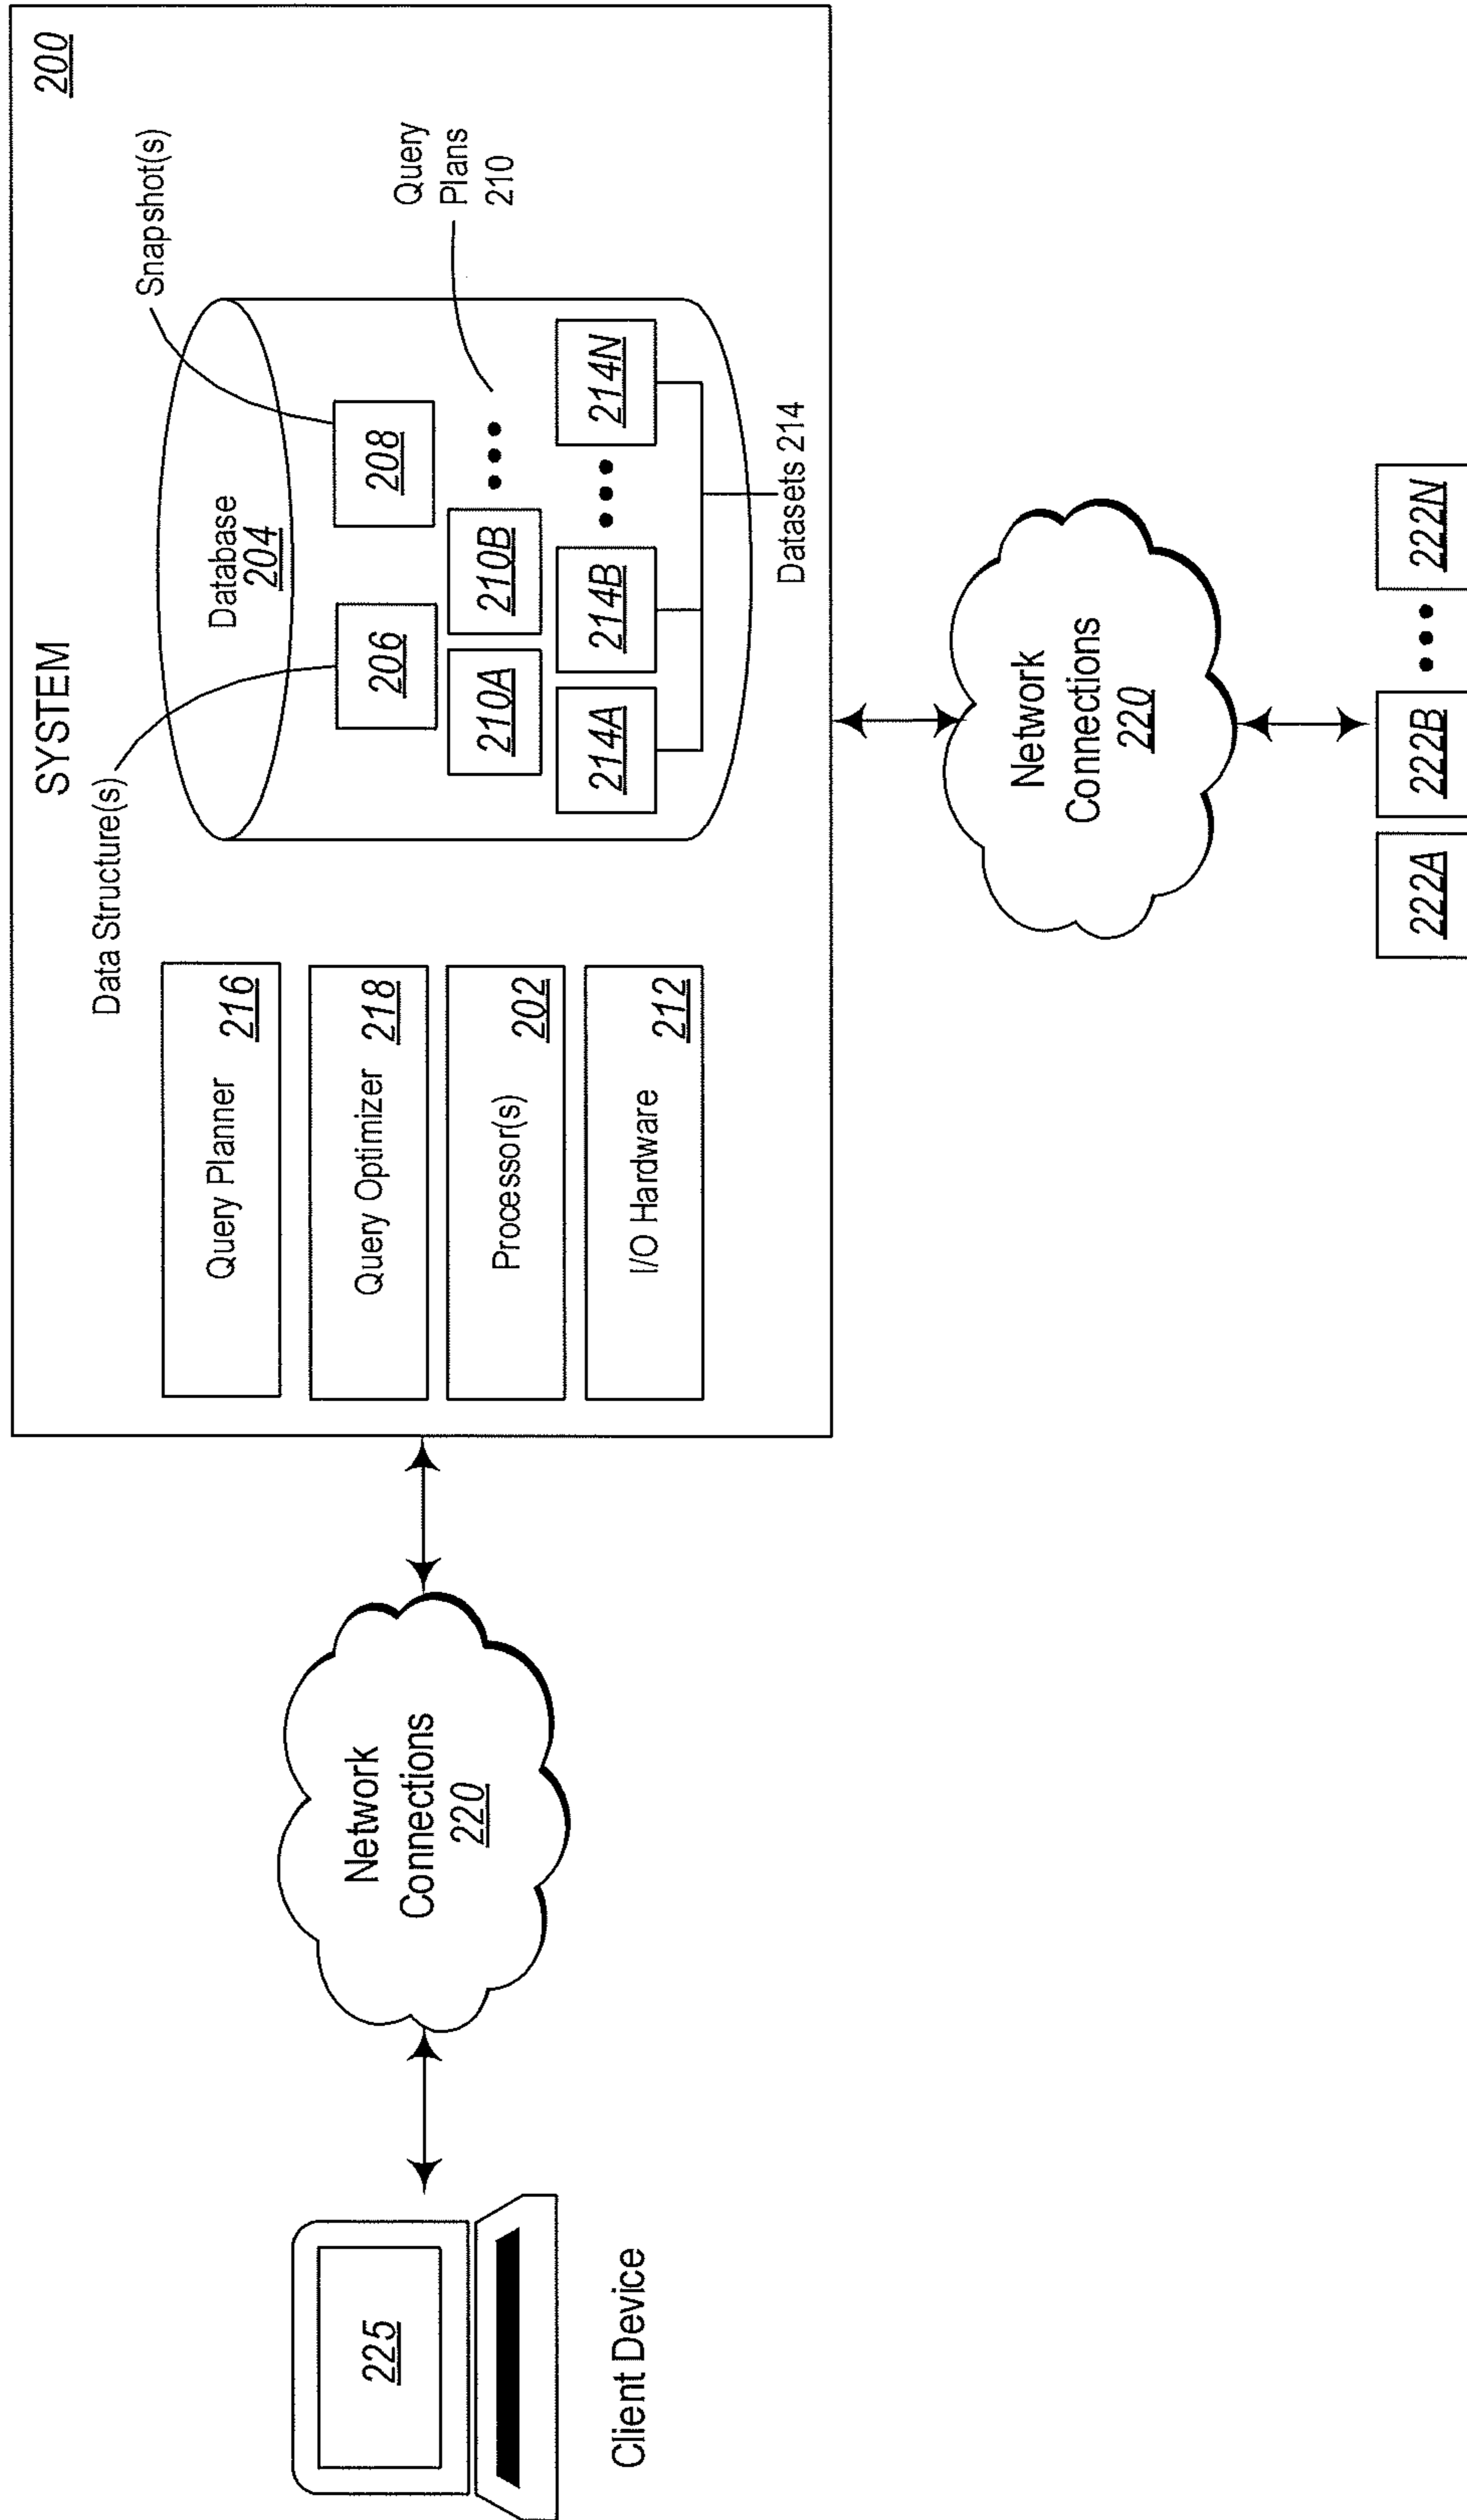 SYSTEM
200
Query Planner
216
Query Optimizer
218
Processor(s)
202
I/O Hardware
212
Data Structure(s)
Snapshot(s)
Database
204
206
208
210A
210B
Query
Plans
210
214A
214B
214N
Datasets 214
225
Client Device
Network
Connections
220
Network
Connections
220
222A
222B
222N